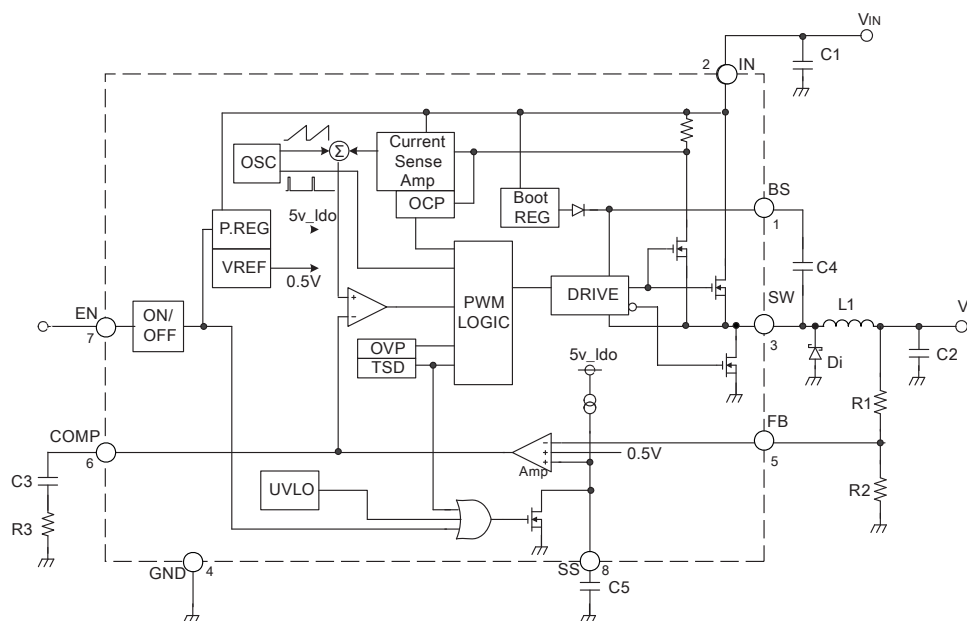 VIN
C1
IN
2
Current
Sense
Amp
Σ
OSC
OCP
Boot
REG
BS
1
5v_ldo
P.REG
VREF
0.5V
C4
DRIVE
SW
L1
V
3
EN
7
ON/
OFF
+
−
PWM
LOGIC
OVP
TSD
5v_ldo
Di
C2
R1
COMP
6
FB
5
−
+
+
Amp
0.5V
C3
R3
R2
UVLO
GND
4
SS
8
C5